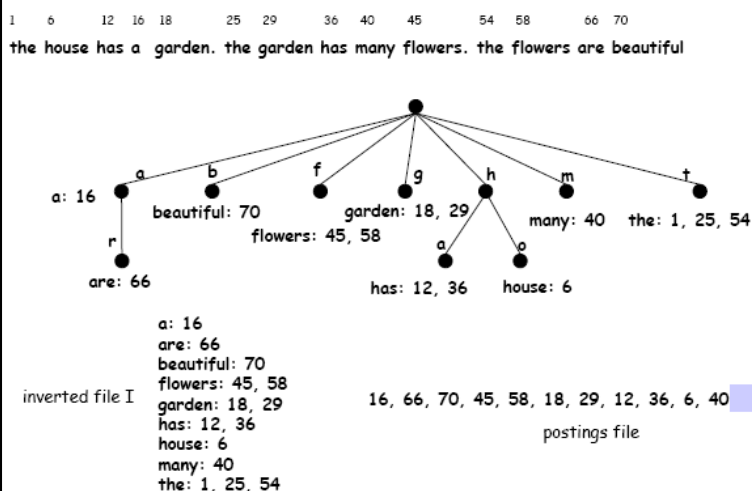 1 6 12 16 18 25 29 36 40 45 54 58 66 70
the house has a garden. the garden has many flowers. the flowers are beautiful
a b f g h m t
a: 16
beautiful: 70
garden: 18, 29
many: 40
the: 1, 25, 54
flowers: 45, 58
r a o
are: 66
has: 12, 36
house: 6
a: 16
are: 66
beautiful: 70
flowers: 45, 58
inverted file I
garden: 18, 29
16, 66, 70, 45, 58, 18, 29, 12, 36, 6, 40
has: 12, 36
postings file
house: 6
many: 40
the: 1, 25, 54